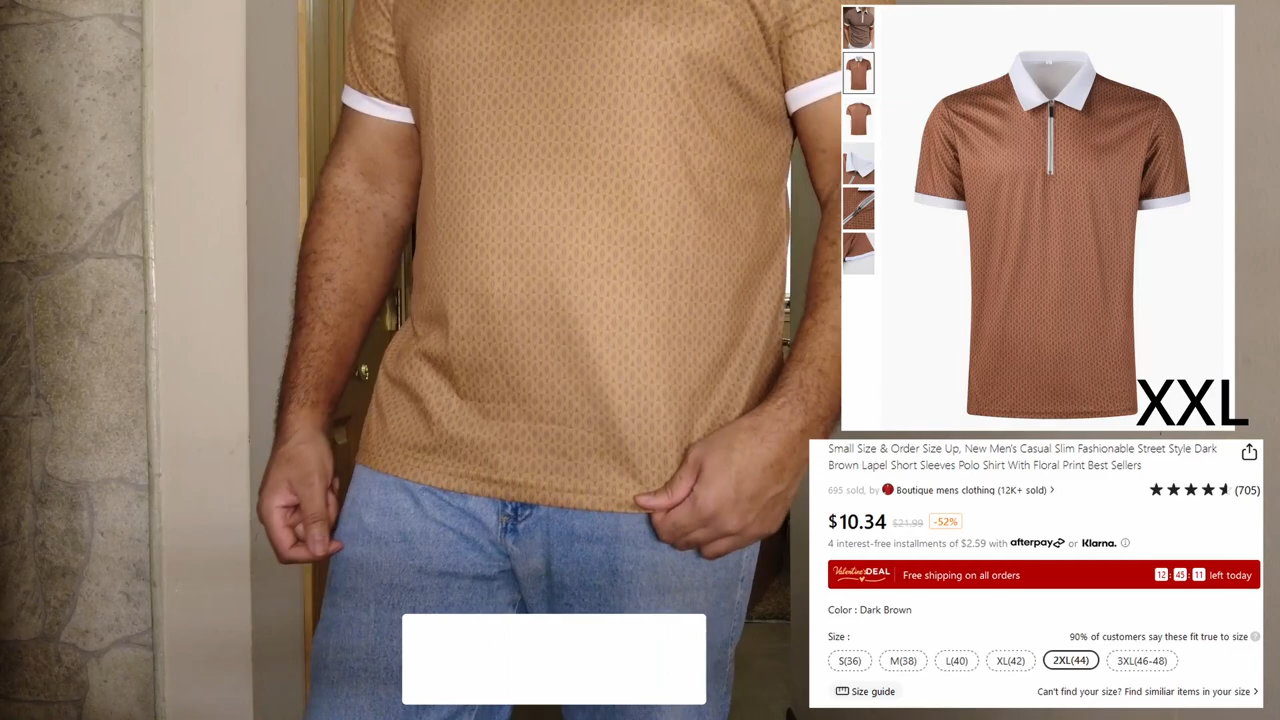 XXL
Small Size & Order Size Up, New Men's Casual Slim Fashionable Street Style Dark
Brown Lapel Short Sleeves Polo Shirt With Floral Print Best Sellers
695 sold, by Boutique mens clothing (12K+ sold) >
(705)
$10.34 $21.99 -52%
4 interest-free installments of $2.59 with afterpay or Klarna.
Valentine's DEAL Free shipping on all orders 12:45:11 left today
Color : Dark Brown
Size : 90% of customers say these fit true to size ?
S(36) M(38) L(40) XL(42) 2XL(44) 3XL(46-48)
Size guide Can't find your size? Find similiar items in your size >